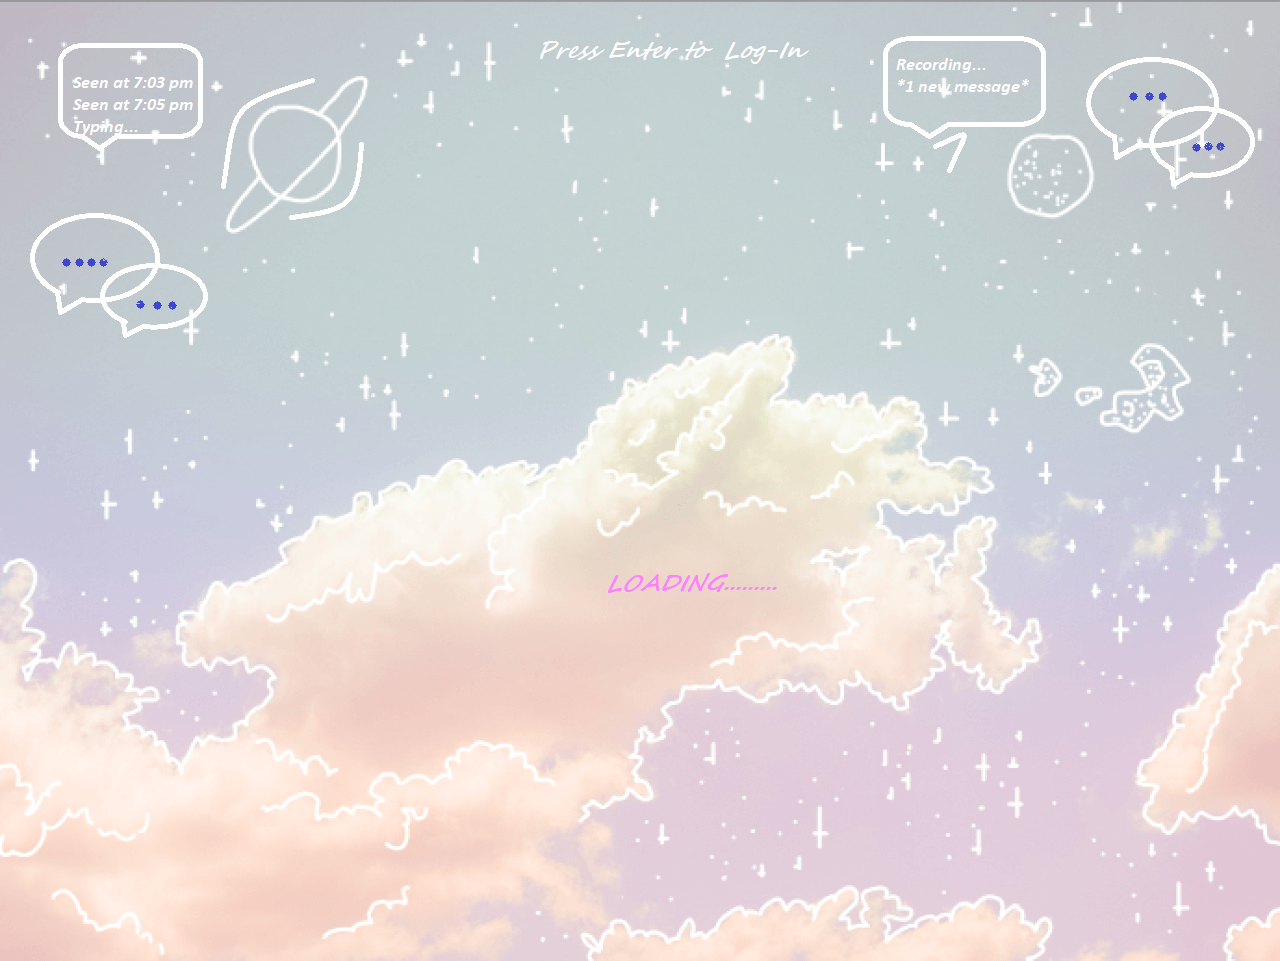 Press Enter to Log-In
Seen at 7:03 pm
Seen at 7:05 pm
Typing...
Recording...
*1 new message*
LOADING.........